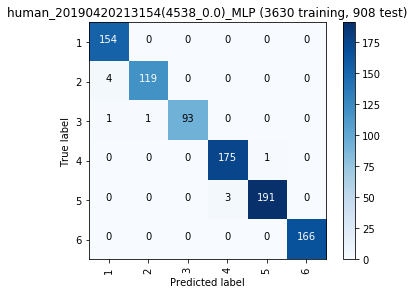 human_20190420213154(4538_0.0)_MLP (3630 training, 908 test)
1 154 0 0 0 0 0
2 4 119 0 0 0 0
3 1 1 93 0 0 0
4 0 0 0 175 1 0
5 0 0 0 3 191 0
6 0 0 0 0 0 166
True label
1 2 3 4 5 6
Predicted label
175
150
125
100
75
50
25
0